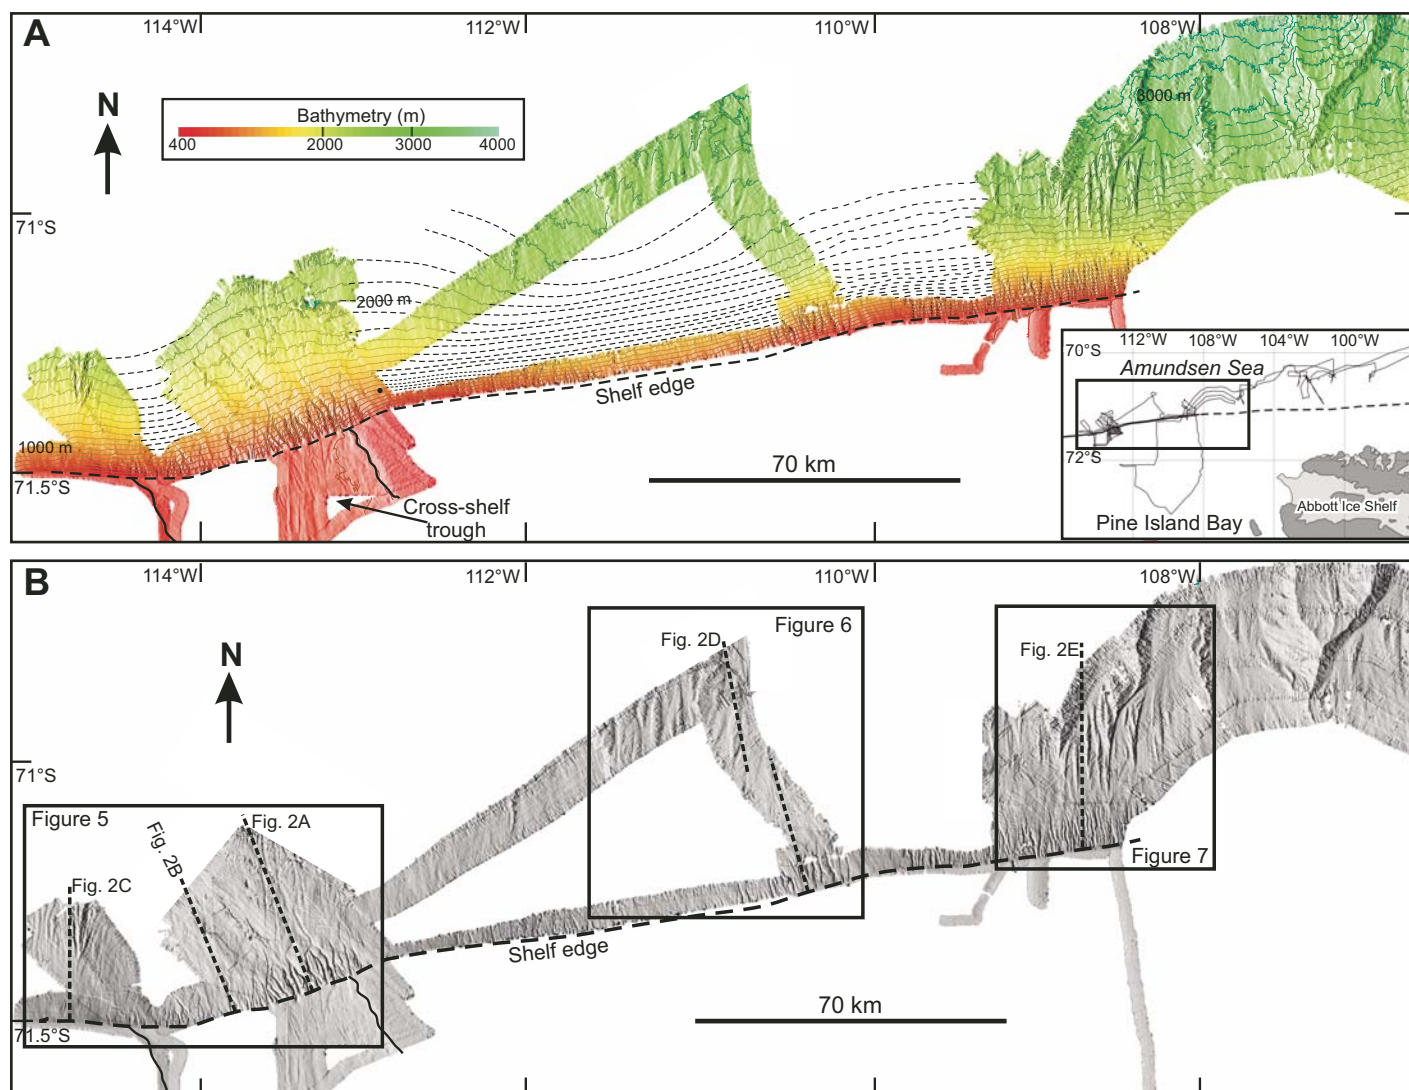 A
114°W
112°W
110°W
108°W
N
Bathymetry (m)
400
2000
3000
4000
3000 m
71°S
2000 m
1000 m
71.5°S
Shelf edge
70 km
Cross-shelf
trough
112°W
108°W
104°W
100°W
70°S
Amundsen Sea
72°S
Abbott Ice Shelf
Pine Island Bay
B
114°W
112°W
110°W
108°W
N
Fig. 2D
Figure 6
Fig. 2E
71°S
Figure 5
Fig. 2A
Fig. 2B
Fig. 2C
Figure 7
Shelf edge
70 km
71.5°S